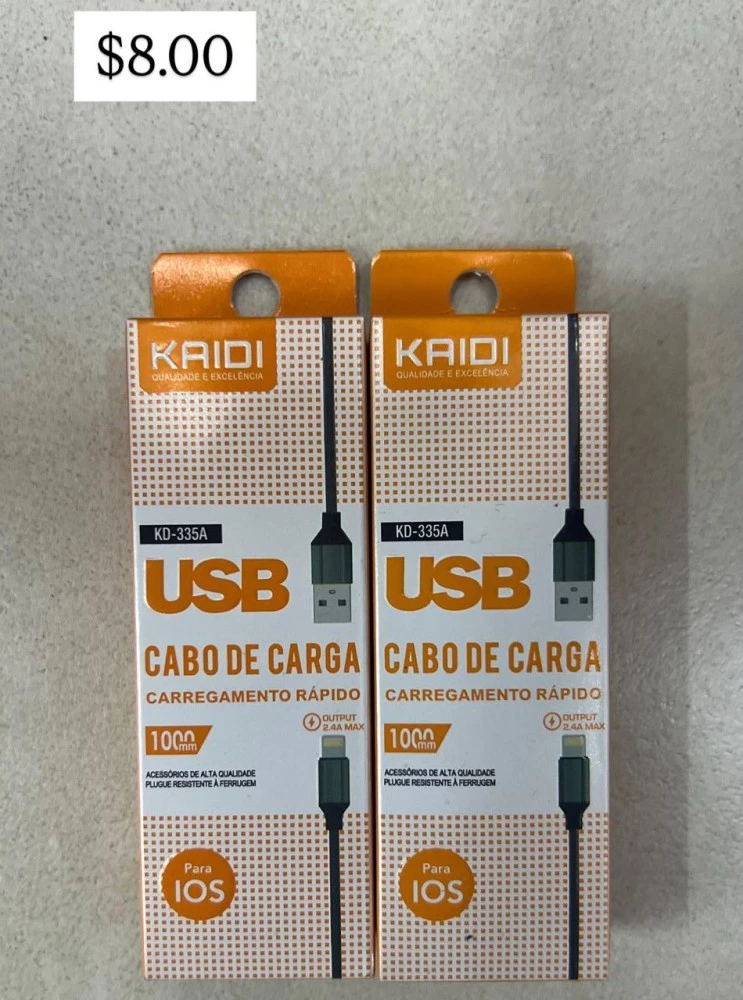 $8.00
KAIDI
QUALIDADE E EXCELÊNCIA
KD-335A
USB
CABO DE CARGA
CARREGAMENTO RÁPIDO
OUTPUT
2.4A MAX
1000mm
ACESSÓRIOS DE ALTA QUALIDADE
PLUGUE RESISTENTE À FERRUGEM
Para
IOS
KAIDI
QUALIDADE E EXCELÊNCIA
KD-335A
USB
CABO DE CARGA
CARREGAMENTO RÁPIDO
OUTPUT
2.4A MAX
1000mm
ACESSÓRIOS DE ALTA QUALIDADE
PLUGUE RESISTENTE À FERRUGEM
Para
IOS